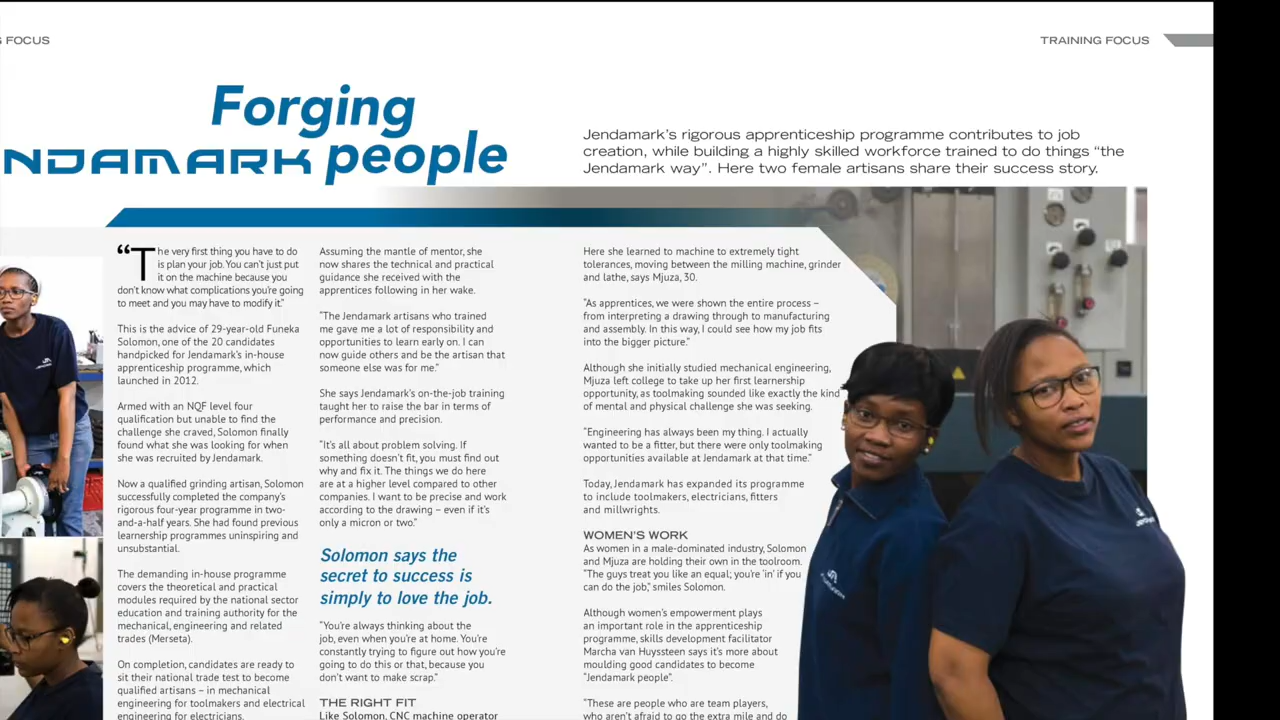 G FOCUS
TRAINING FOCUS
Forging
NDAMARK people
Jendamark's rigorous apprenticeship programme contributes to job
creation, while building a highly skilled workforce trained to do things "the
Jendamark way". Here two female artisans share their success story.
"The very first thing you have to do
is plan your job. You can't just put
it on the machine because you
don't know what complications you're going
to meet and you may have to modify it."
This is the advice of 29-year-old Funeka
Solomon, one of the 20 candidates
handpicked for Jendamark's in-house
apprenticeship programme, which
launched in 2012.
Armed with an NQF level four
qualification but unable to find the
challenge she craved, Solomon finally
found what she was looking for when
she was recruited by Jendamark.
Now a qualified grinding artisan, Solomon
successfully completed the company's
rigorous four-year programme in two-
and-a-half years. She had found previous
learnership programmes uninspiring and
unsubstantial.
The demanding in-house programme
covers the theoretical and practical
modules required by the national sector
education and training authority for the
mechanical, engineering and related
trades (Merseta).
On completion, candidates are ready to
sit their national trade test to become
qualified artisans – in mechanical
engineering for toolmakers and electrical
engineering for electricians.
Assuming the mantle of mentor, she
now shares the technical and practical
guidance she received with the
apprentices following in her wake.
"The Jendamark artisans who trained
me gave me a lot of responsibility and
opportunities to learn early on. I can
now guide others and be the artisan that
someone else was for me."
She says Jendamark's on-the-job training
taught her to raise the bar in terms of
performance and precision.
"It's all about problem solving. If
something doesn't fit, you must find out
why and fix it. The things we do here
are at a higher level compared to other
companies. I want to be precise and work
according to the drawing – even if it's
only a micron or two."
Solomon says the
secret to success is
simply to love the job.
"You're always thinking about the
job, even when you're at home. You're
constantly trying to figure out how you're
going to do this or that, because you
don't want to make scrap."
THE RIGHT FIT
Like Solomon, CNC machine operator
Here she learned to machine to extremely tight
tolerances, moving between the milling machine, grinder
and lathe, says Mjuza, 30.
"As apprentices, we were shown the entire process –
from interpreting a drawing through to manufacturing
and assembly. In this way, I could see how my job fits
into the bigger picture."
Although she initially studied mechanical engineering,
Mjuza left college to take up her first learnership
opportunity, as toolmaking sounded like exactly the kind
of mental and physical challenge she was seeking.
"Engineering has always been my thing. I actually
wanted to be a fitter, but there were only toolmaking
opportunities available at Jendamark at that time."
Today, Jendamark has expanded its programme
to include toolmakers, electricians, fitters
and millwrights.
WOMEN'S WORK
As women in a male-dominated industry, Solomon
and Mjuza are holding their own in the toolroom.
"The guys treat you like an equal; you're 'in' if you
can do the job," smiles Solomon.
Although women's empowerment plays
an important role in the apprenticeship
programme, skills development facilitator
Marcha van Huyssteen says it's more about
moulding good candidates to become
"Jendamark people".
"These are people who are team players,
who aren't afraid to go the extra mile and do